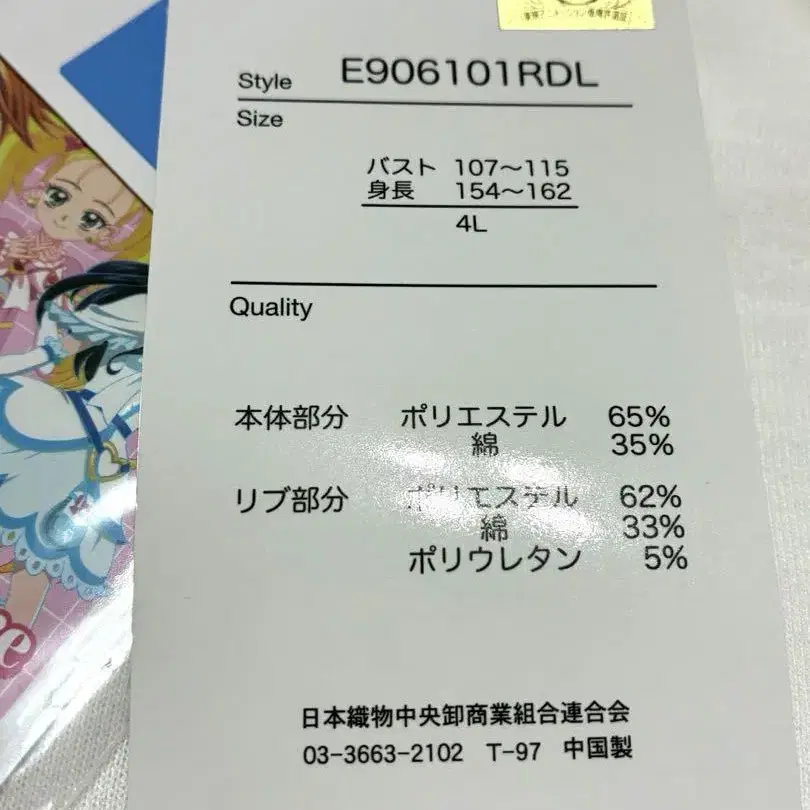 Style E906101RDL
Size
バスト 107～115
身長 154～162
4L
Quality
本体部分 ポリエステル 65%
綿 35%
リブ部分 ポリエステル 62%
綿 33%
ポリウレタン 5%
日本織物中央卸商業組合連合会
03-3663-2102 T-97 中国製